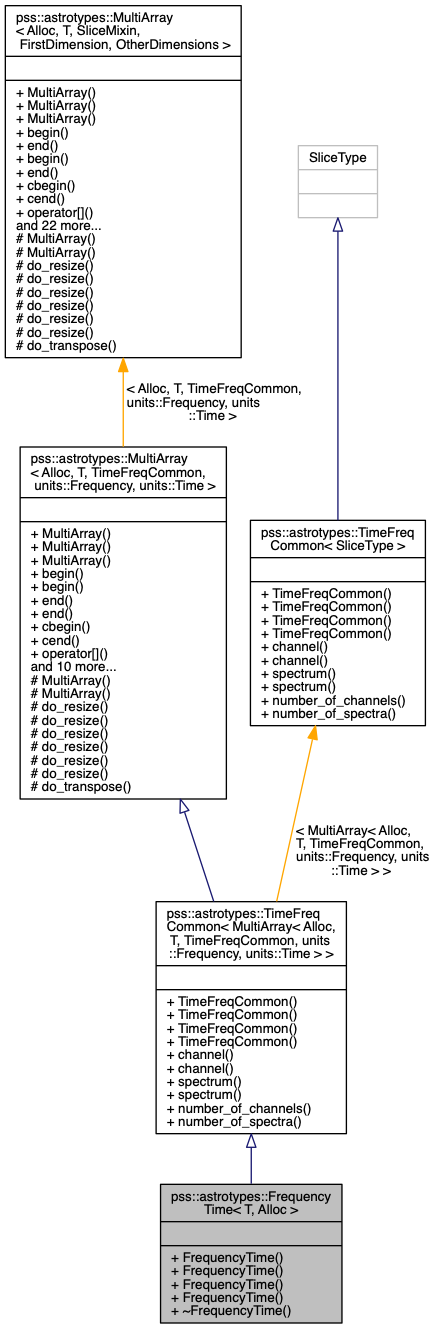 pss::astrotypes::MultiArray
< Alloc, T, SliceMixin,
FirstDimension, OtherDimensions >
+ MultiArray()
+ MultiArray()
+ MultiArray()
+ begin()
+ end()
+ begin()
+ end()
+ cbegin()
+ cend()
+ operator[]()
and 22 more...
# MultiArray()
# MultiArray()
# do_resize()
# do_resize()
# do_resize()
# do_resize()
# do_resize()
# do_resize()
# do_transpose()
SliceType
< Alloc, T, TimeFreqCommon,
units::Frequency, units
::Time >
pss::astrotypes::MultiArray
< Alloc, T, TimeFreqCommon,
units::Frequency, units::Time >
+ MultiArray()
+ MultiArray()
+ MultiArray()
+ begin()
+ begin()
+ end()
+ end()
+ cbegin()
+ cend()
+ operator[]()
and 10 more...
# MultiArray()
# MultiArray()
# do_resize()
# do_resize()
# do_resize()
# do_resize()
# do_resize()
# do_resize()
# do_transpose()
pss::astrotypes::TimeFreq
Common< SliceType >
+ TimeFreqCommon()
+ TimeFreqCommon()
+ TimeFreqCommon()
+ TimeFreqCommon()
+ channel()
+ channel()
+ spectrum()
+ spectrum()
+ number_of_channels()
+ number_of_spectra()
< MultiArray< Alloc,
T, TimeFreqCommon,
units::Frequency, units
::Time > >
pss::astrotypes::TimeFreq
Common< MultiArray< Alloc,
T, TimeFreqCommon, units
::Frequency, units::Time > >
+ TimeFreqCommon()
+ TimeFreqCommon()
+ TimeFreqCommon()
+ TimeFreqCommon()
+ channel()
+ channel()
+ spectrum()
+ spectrum()
+ number_of_channels()
+ number_of_spectra()
pss::astrotypes::Frequency
Time< T, Alloc >
+ FrequencyTime()
+ FrequencyTime()
+ FrequencyTime()
+ FrequencyTime()
+ ~FrequencyTime()